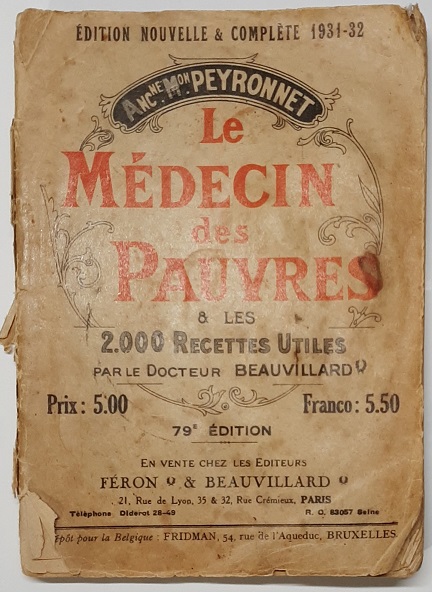 ÉDITION NOUVELLE & COMPLÈTE 1931-32
ANCNE MON PEYRONNET
Le
MÉDECIN
des
PAUVRES
& LES
2.000 RECETTES UTILES
PAR LE DOCTEUR BEAUVILLARD
Prix : 5.00 Franco : 5.50
79E ÉDITION
EN VENTE CHEZ LES EDITEURS
FÉRON & BEAUVILLARD
21, Rue de Lyon, 35 & 32, Rue Crémieux, PARIS
Téléphone Diderot 28-49 R. C. 83057 Seine
épôt pour la Belgique : FRIDMAN, 54, rue de l'Aqueduc, BRUXELLES.